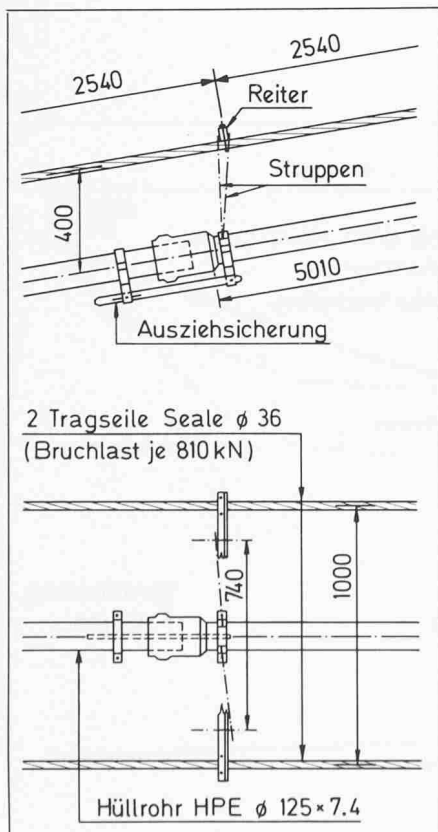 2540
2540
Reiter
Struppen
400
5010
Ausziehsicherung
2 Tragseile Seale ϕ 36
(Bruchlast je 810 kN)
740
1000
Hüllrohr HPE ϕ 125×7.4